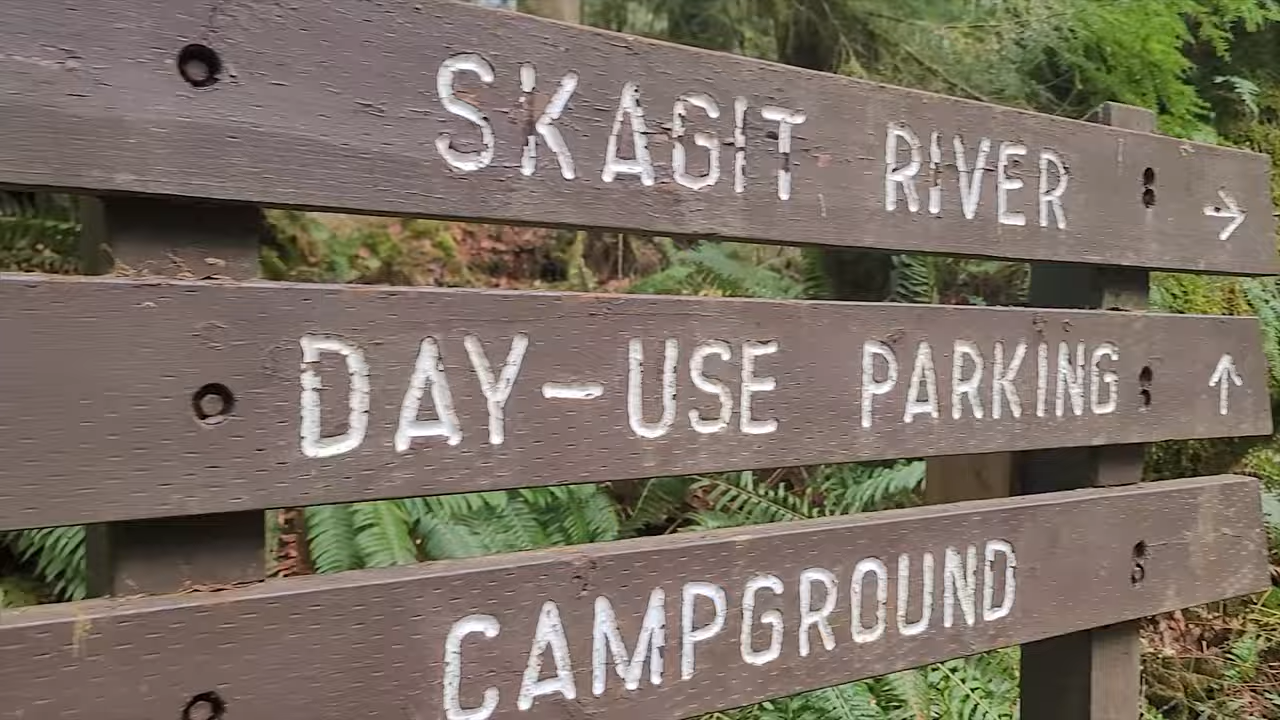 SKAGIT RIVER →
DAY-USE PARKING ↑
CAMPGROUND